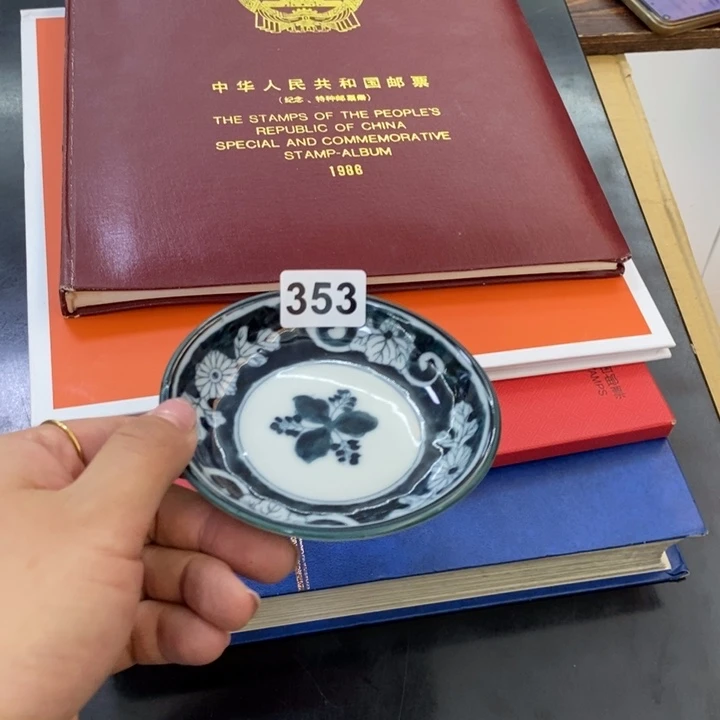 中华人民共和国邮票
(纪念、特种邮票册)
THE STAMPS OF THE PEOPLE'S
REPUBLIC OF CHINA
SPECIAL AND COMMEMORATIVE
STAMP-ALBUM
1986
353
STAMPS